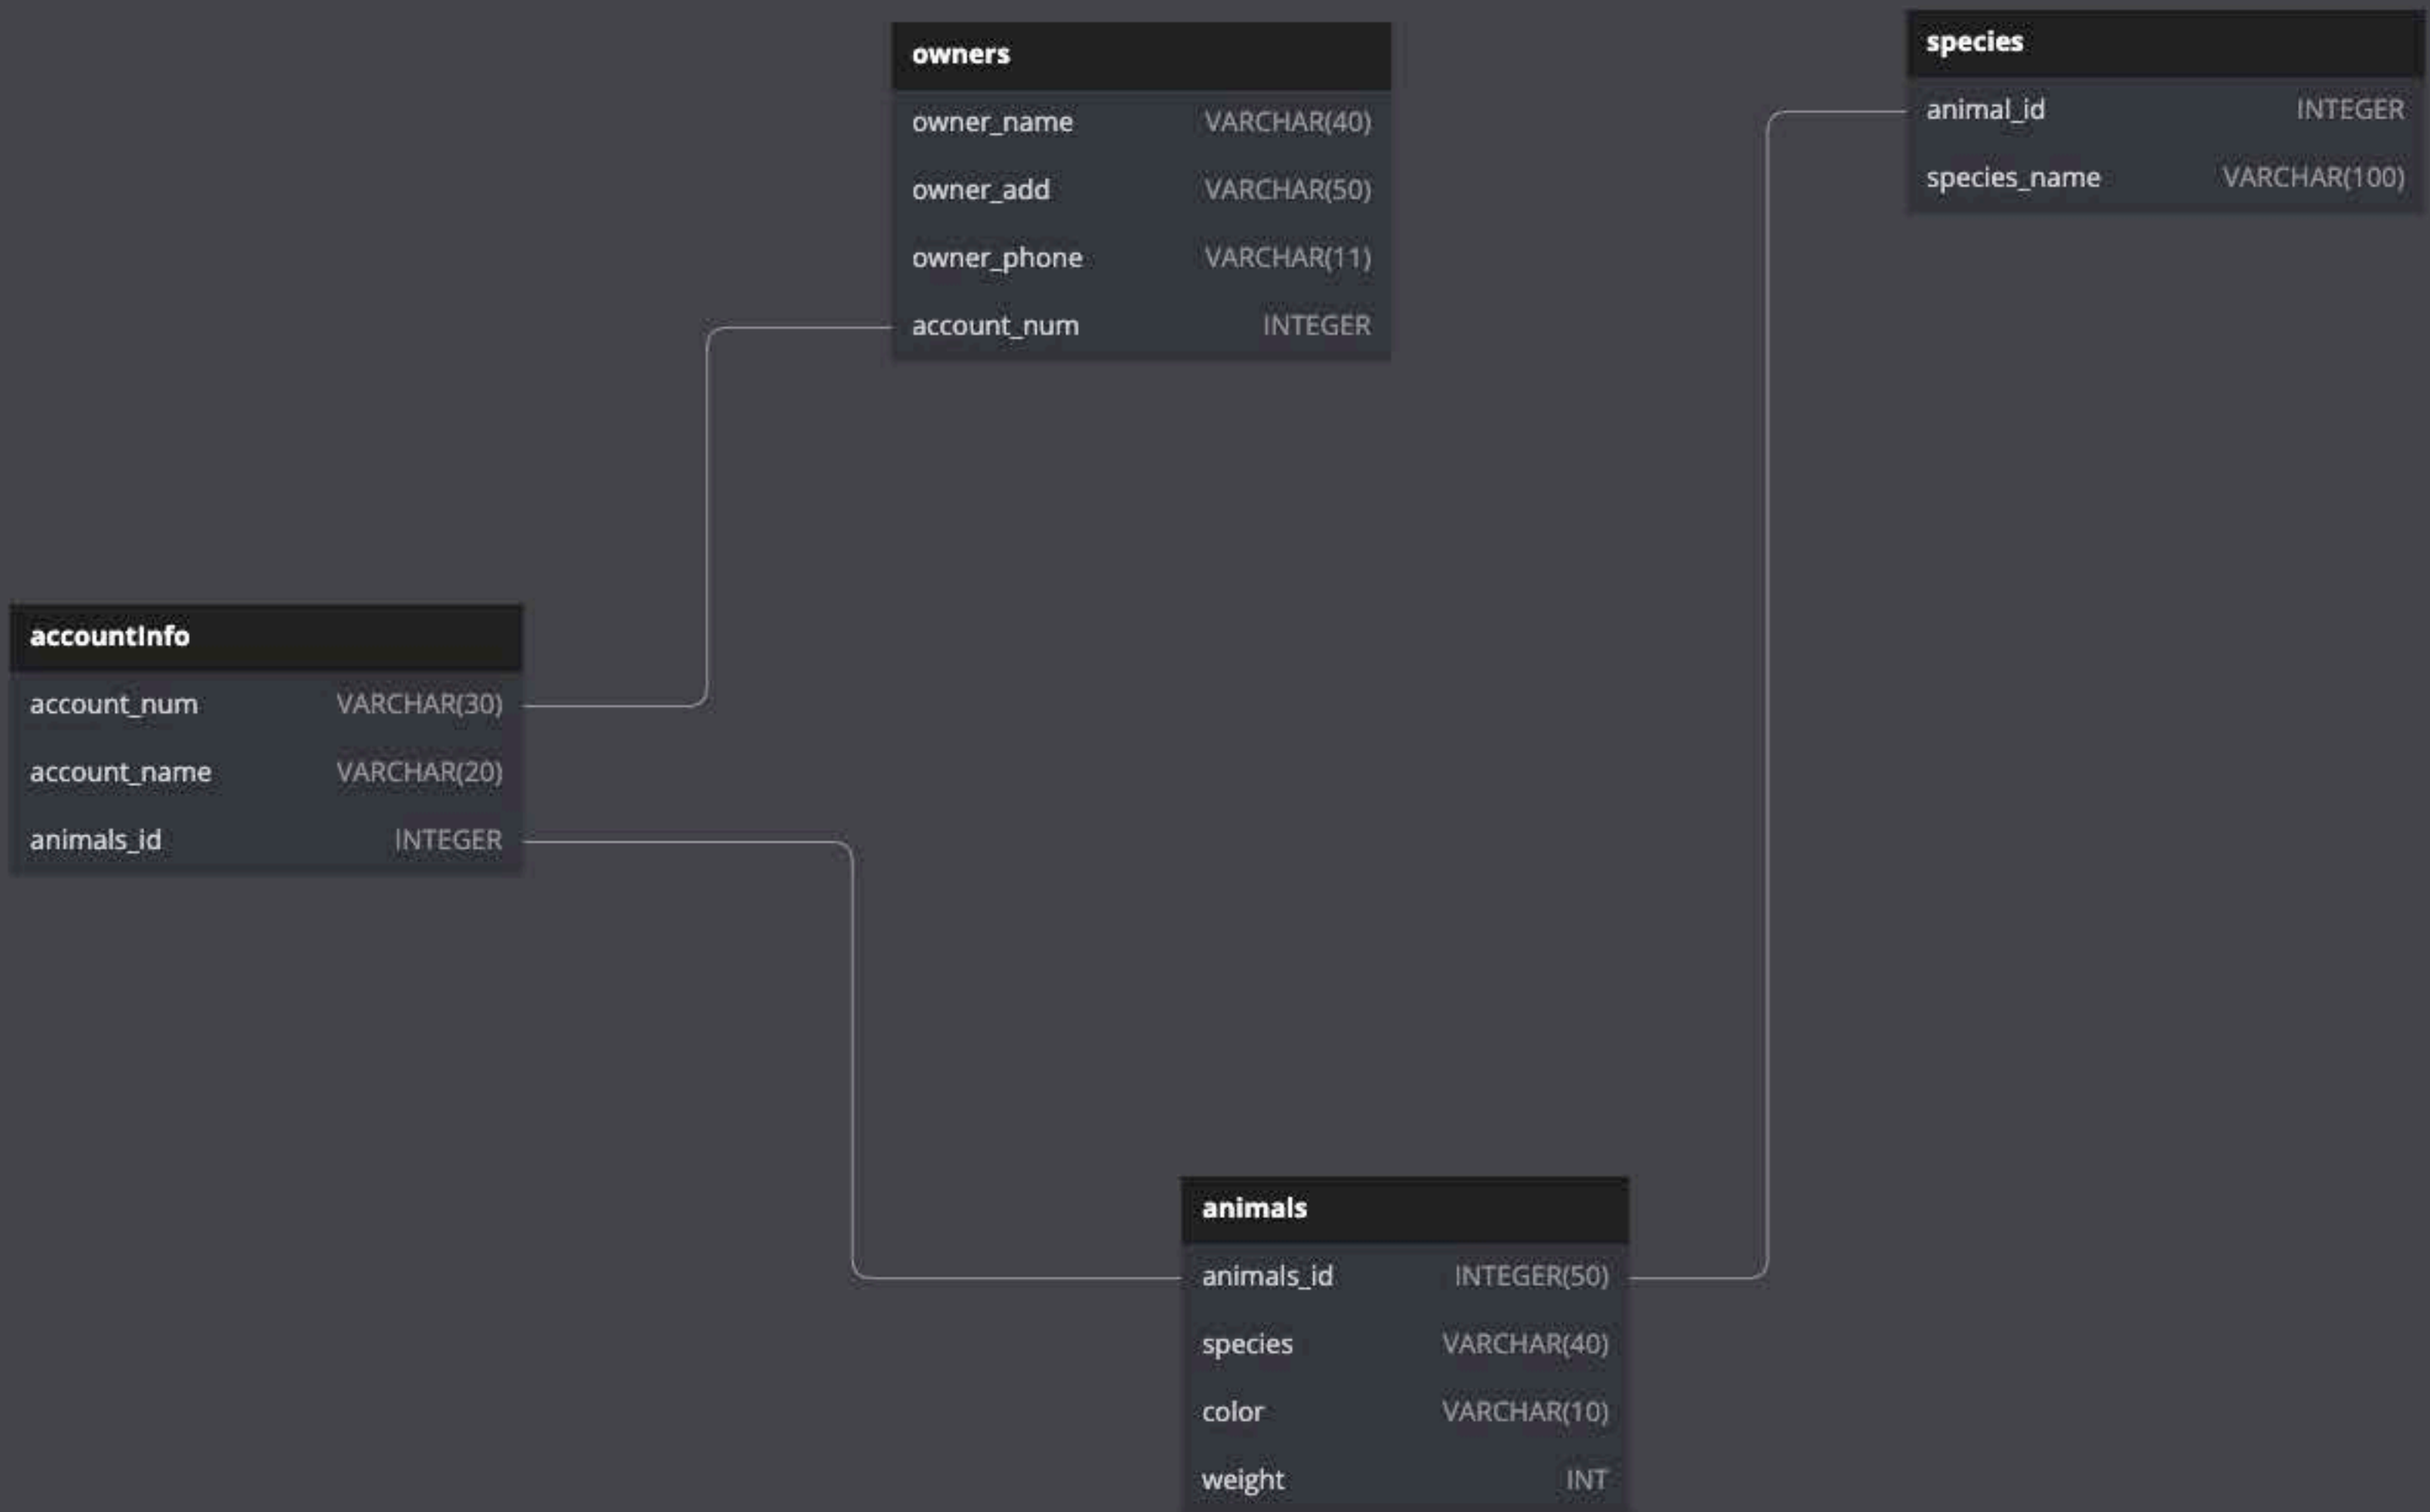 owners
owner_name VARCHAR(40)
owner_add VARCHAR(50)
owner_phone VARCHAR(11)
account_num INTEGER
species
animal_id INTEGER
species_name VARCHAR(100)
accountInfo
account_num VARCHAR(30)
account_name VARCHAR(20)
animals_id INTEGER
animals
animals_id INTEGER(50)
species VARCHAR(40)
color VARCHAR(10)
weight INT